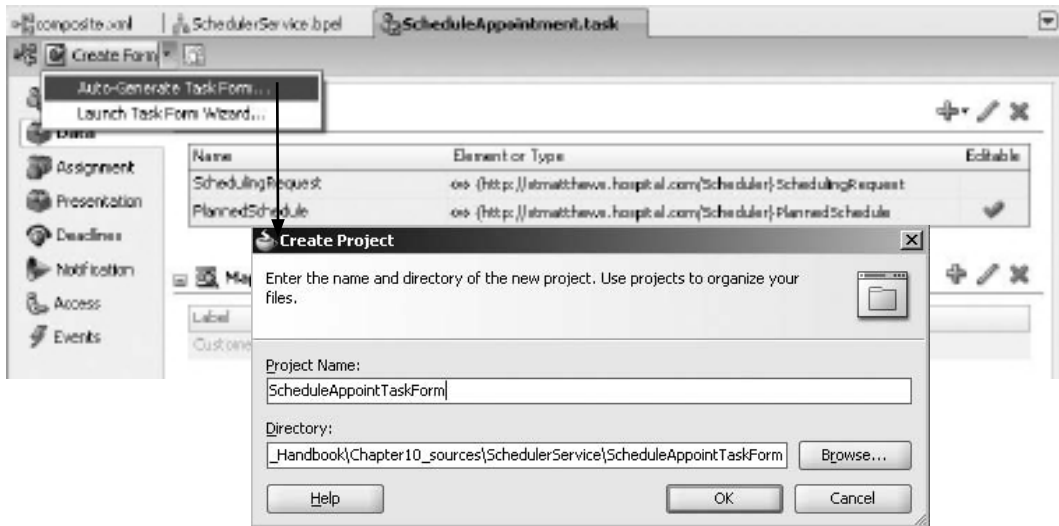 composite.xml SchedulerService.bpel ScheduleAppointment.task
Create Form
Auto-Generate Task Form...
Launch Task Form Wizard...
Data
Name Element or Type Editable
Assignment
SchedulingRequest {http://stmatthews.hospital.com/Scheduler}SchedulingRequest
Presentation
PlannedSchedule {http://stmatthews.hospital.com/Scheduler}PlannedSchedule
Deadlines
Create Project
Notification
Enter the name and directory of the new project. Use projects to organize your
files.
Access
Label
Events
Project Name:
ScheduleAppointTaskForm
Directory:
_Handbook\Chapter10_sources\SchedulerService\ScheduleAppointTaskForm Browse...
Help OK Cancel